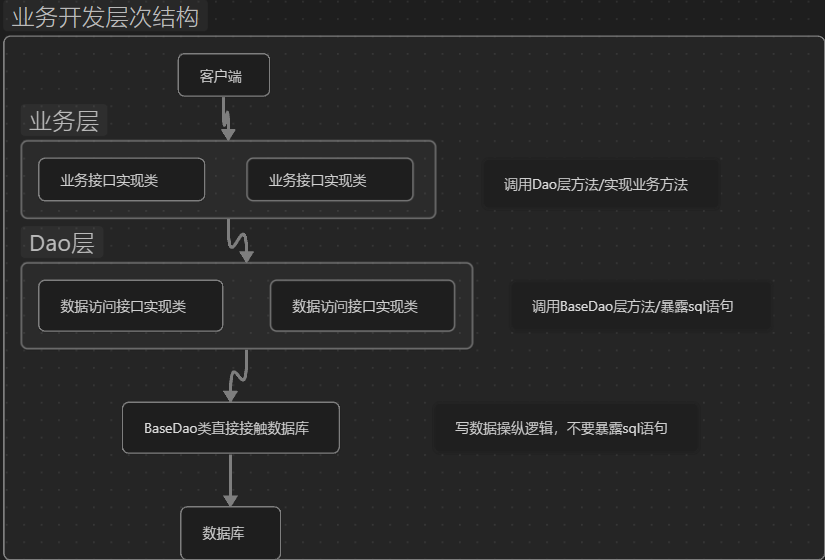 业务开发层次结构
客户端
业务层
业务接口实现类
业务接口实现类
调用Dao层方法/实现业务方法
Dao层
数据访问接口实现类
数据访问接口实现类
调用BaseDao层方法/暴露sql语句
BaseDao类直接接触数据库
写数据操纵逻辑，不要暴露sql语句
数据库